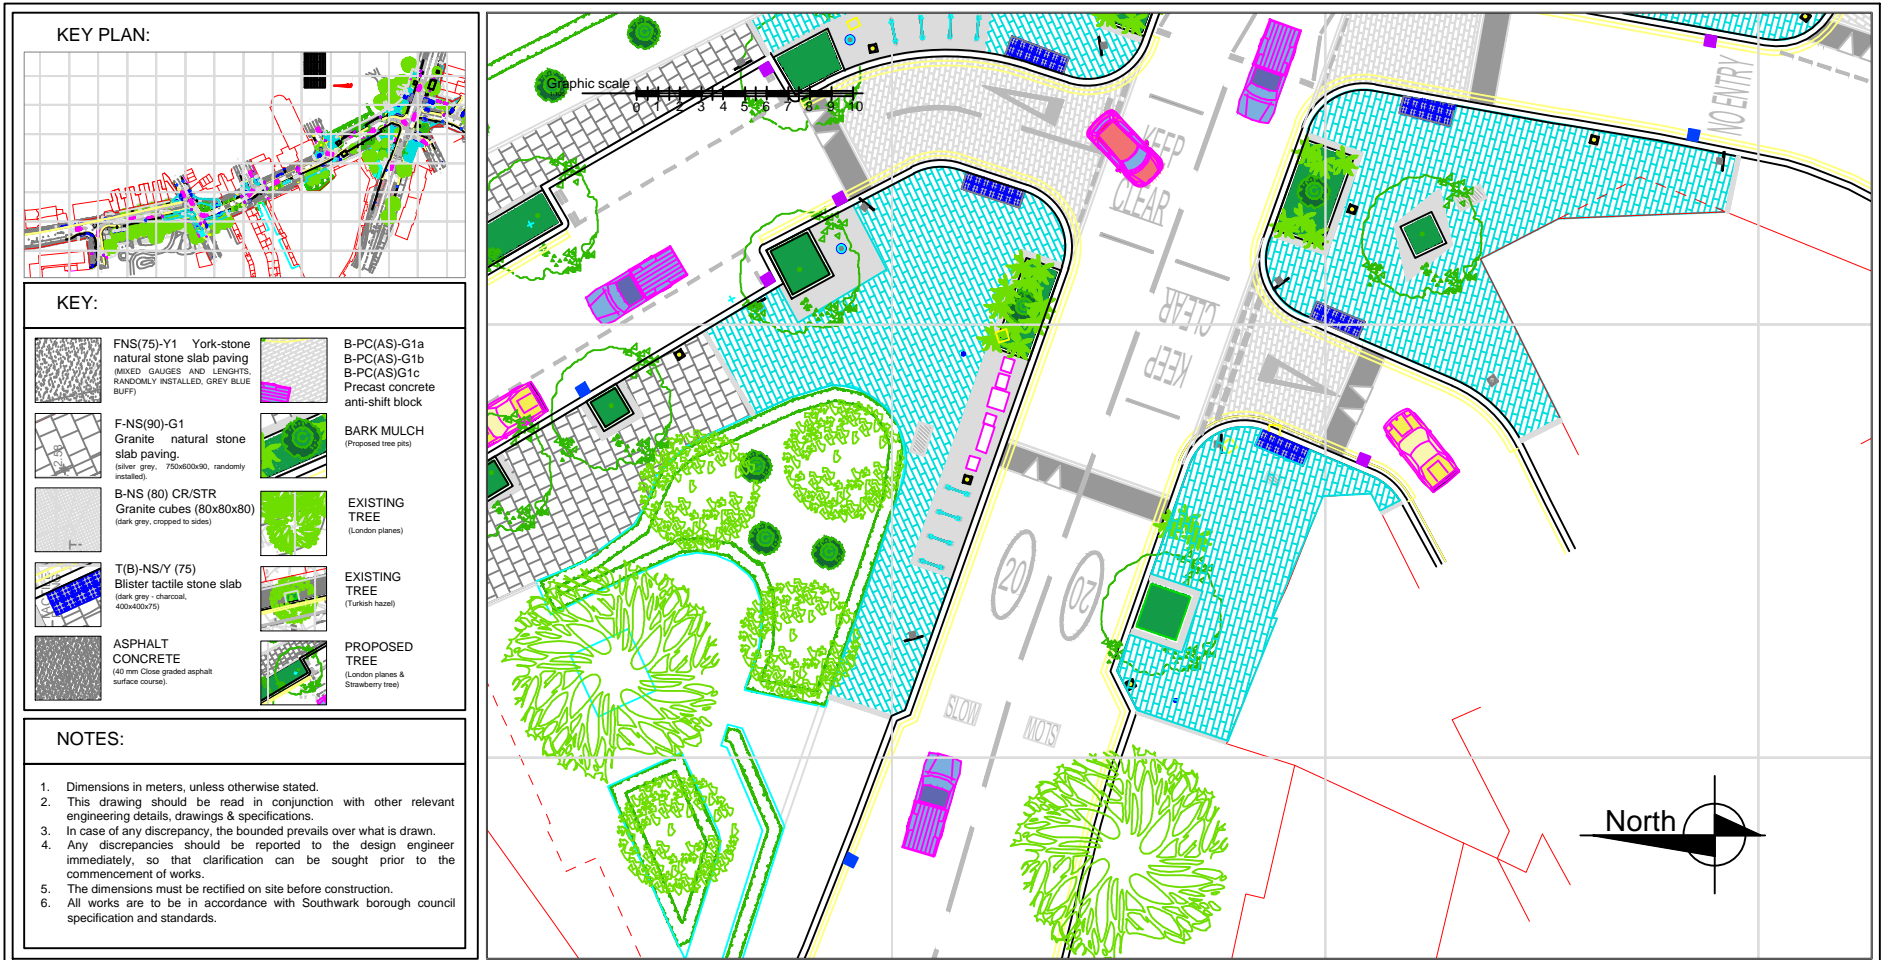 KEY PLAN:
KEY:
FNS(75)-Y1 York-stone
natural stone slab paving
(MIXED GAUGES AND LENGHTS,
RANDOMLY INSTALLED, GREY BLUE
BUFF)
F-NS(90)-G1
Granite natural stone
slab paving.
(silver grey, 750x600x90, randomly
installed).
B-NS (80) CR/STR
Granite cubes (80x80x80)
(dark grey, cropped to sides)
T(B)-NS/Y (75)
Blister tactile stone slab
(dark grey - charcoal,
400x400x75)
ASPHALT
CONCRETE
(40 mm Close graded asphalt
surface course).
B-PC(AS)-G1a
B-PC(AS)-G1b
B-PC(AS)G1c
Precast concrete
anti-shift block
BARK MULCH
(Proposed tree pits)
EXISTING
TREE
(London planes)
EXISTING
TREE
(Turkish hazel)
PROPOSED
TREE
(London planes &
Strawberry tree)
NOTES:
1. Dimensions in meters, unless otherwise stated.
2. This drawing should be read in conjunction with other relevant
engineering details, drawings & specifications.
3. In case of any discrepancy, the bounded prevails over what is drawn.
4. Any discrepancies should be reported to the design engineer
immediately, so that clarification can be sought prior to the
commencement of works.
5. The dimensions must be rectified on site before construction.
6. All works are to be in accordance with Southwark borough council
specification and standards.
Graphic scale
0 1 2 3 4 5 6 7 8 9 10
NO ENTRY
KEEP
CLEAR
CLEAR
KEEP
20
20
SLOW
SLOW
North